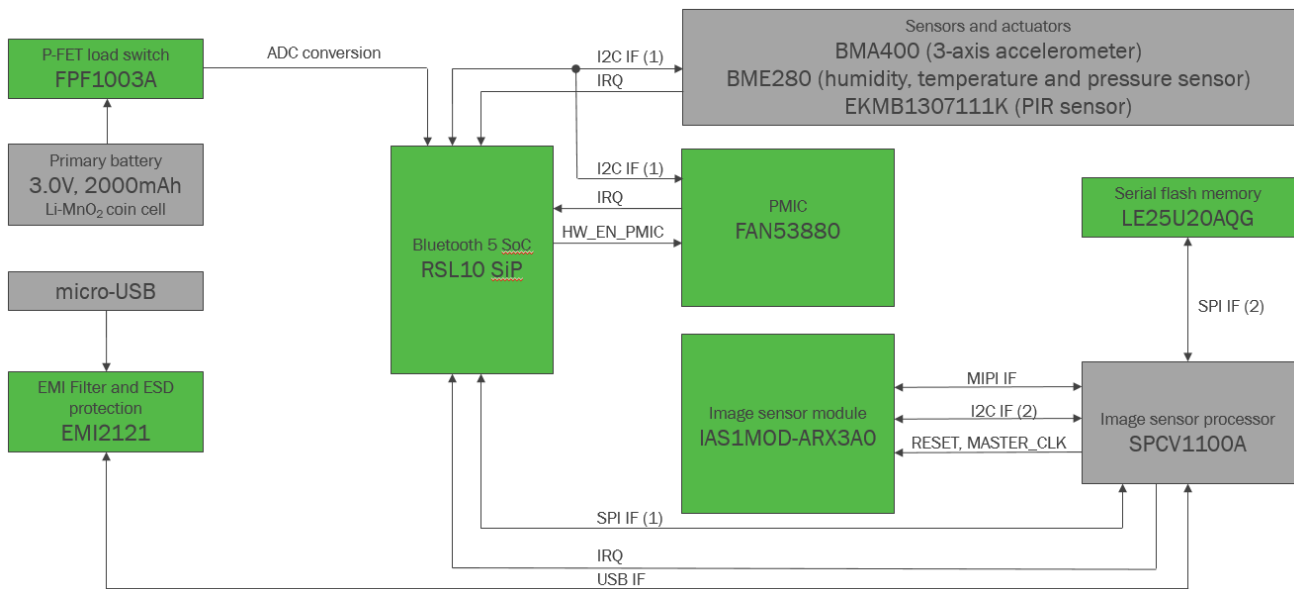 P-FET load switch
FPF1003A
ADC conversion
Primary battery
3.0V, 2000mAh
Li-MnO₂ coin cell
micro-USB
EMI Filter and ESD
protection
EMI2121
Bluetooth 5 SoC
RSL10 SiP
I2C IF (1)
IRQ
Sensors and actuators
BMA400 (3-axis accelerometer)
BME280 (humidity, temperature and pressure sensor)
EKMB1307111K (PIR sensor)
I2C IF (1)
IRQ
HW_EN_PMIC
PMIC
FAN53880
Serial flash memory
LE25U20AQG
SPI IF (2)
Image sensor module
IAS1MOD-ARX3A0
MIPI IF
I2C IF (2)
RESET, MASTER_CLK
Image sensor processor
SPCV1100A
SPI IF (1)
IRQ
USB IF